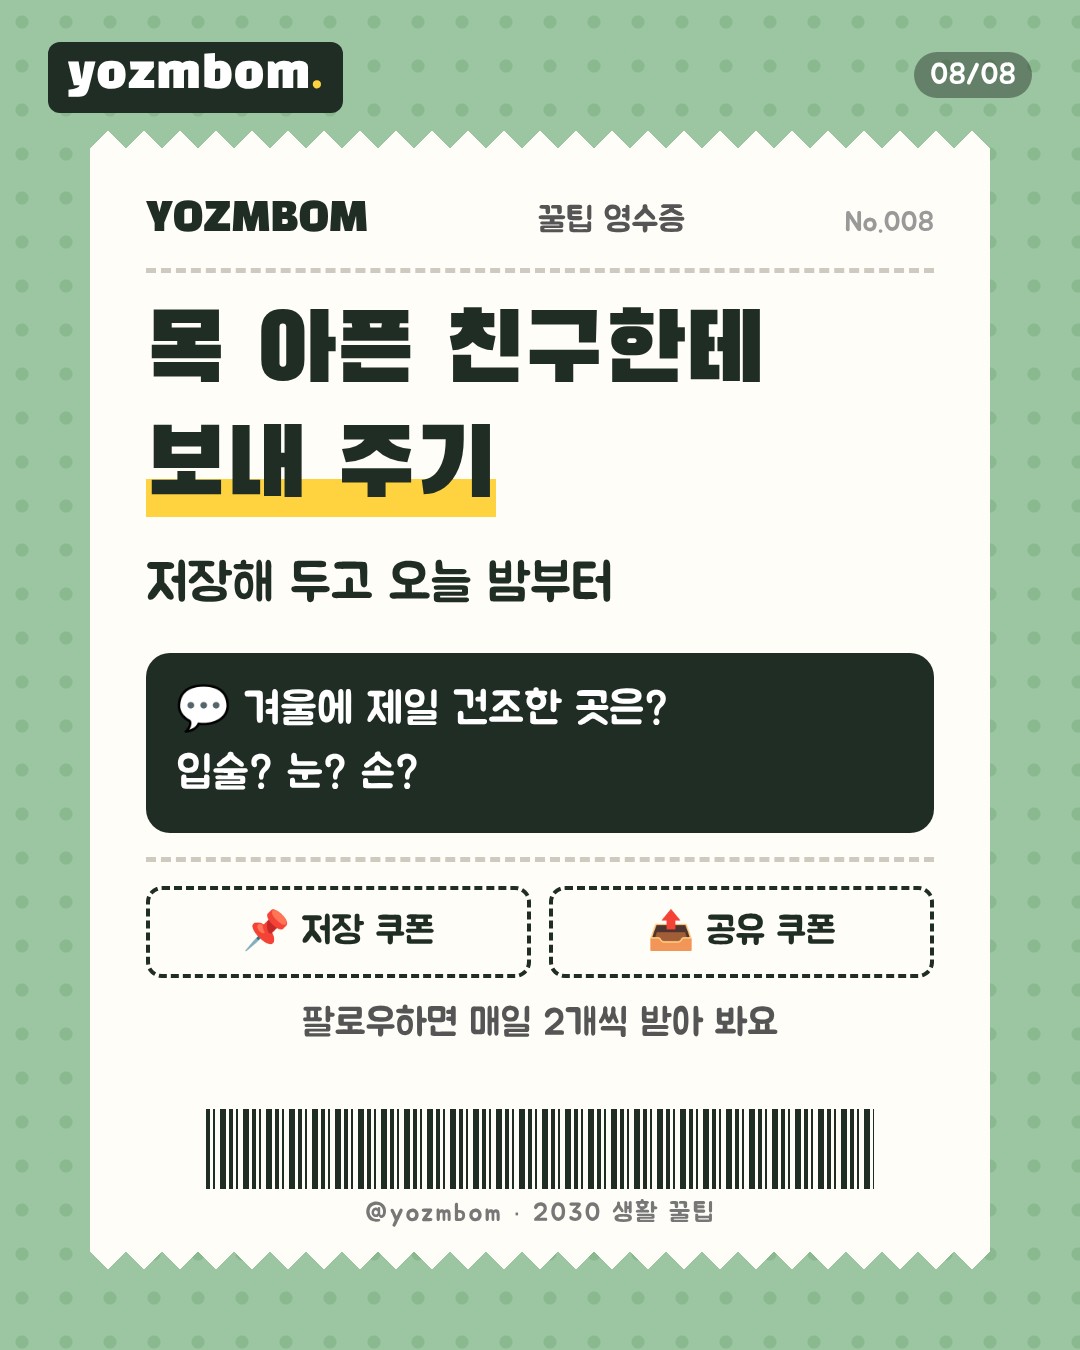 yozmbom.
08/08
YOZMBOM
꿀팁 영수증
No.008
목 아픈 친구한테
보내 주기
저장해 두고 오늘 밤부터
💬 겨울에 제일 건조한 곳은?
입술? 눈? 손?
📌 저장 쿠폰
📤 공유 쿠폰
팔로우하면 매일 2개씩 받아 봐요
@yozmbom · 2030 생활 꿀팁